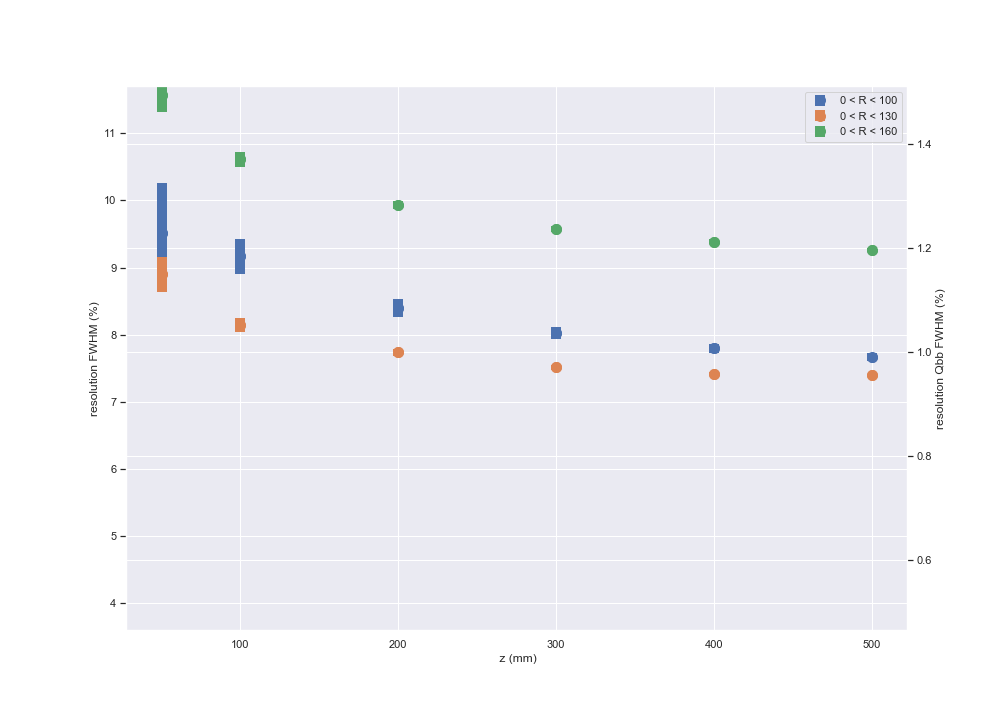 0 < R < 100
0 < R < 130
0 < R < 160
11
10
9
8
7
6
5
4
resolution FWHM (%)
1.4
1.2
1.0
0.8
0.6
resolution Qbb FWHM (%)
100 200 300 400 500
z (mm)